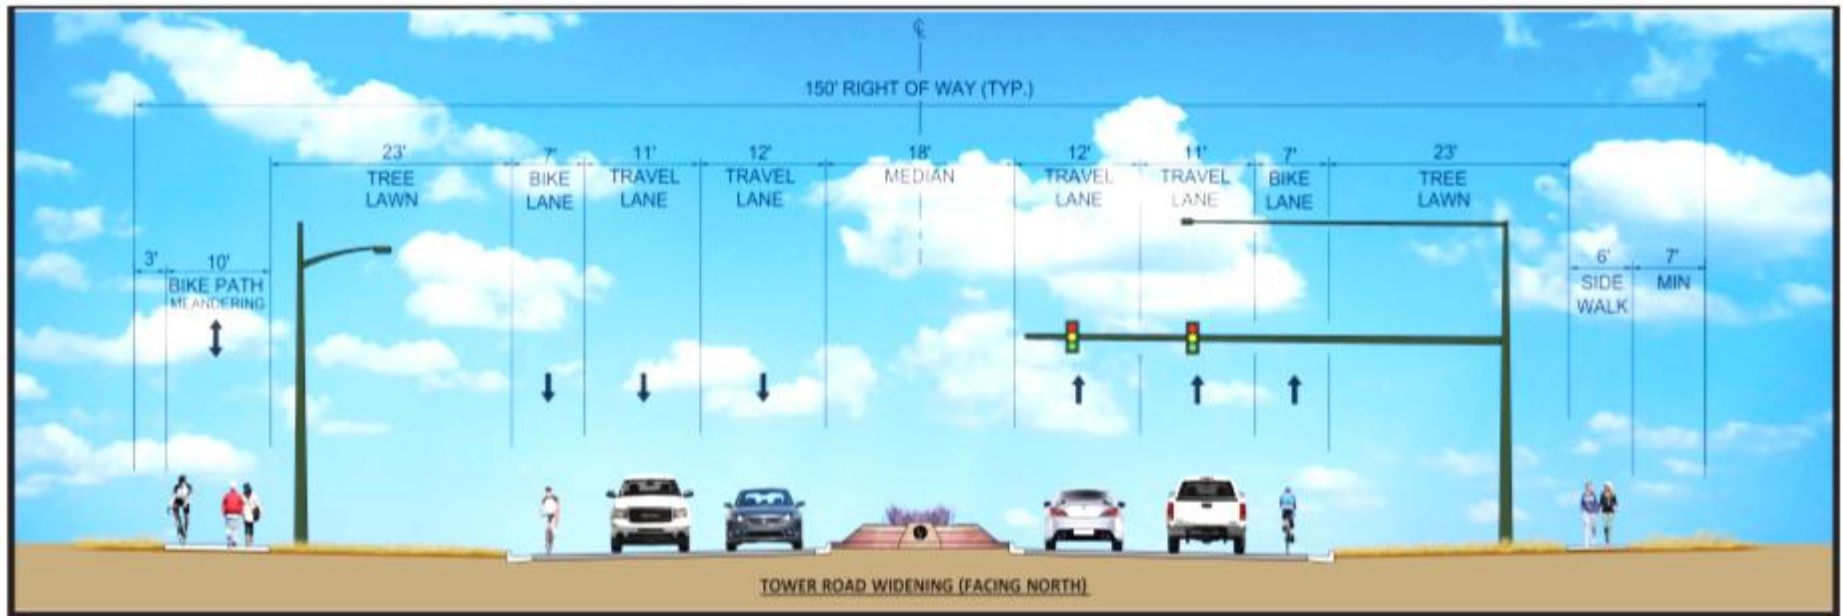 ℄
150' RIGHT OF WAY (TYP.)
23' 7' 11' 12' 18' 12' 11' 7' 23'
TREE BIKE TRAVEL TRAVEL MEDIAN TRAVEL TRAVEL BIKE TREE
LAWN LANE LANE LANE LANE LANE LANE LAWN
3' 10' 6' 7'
BIKE PATH SIDE MIN
MEANDERING WALK
TOWER ROAD WIDENING (FACING NORTH)